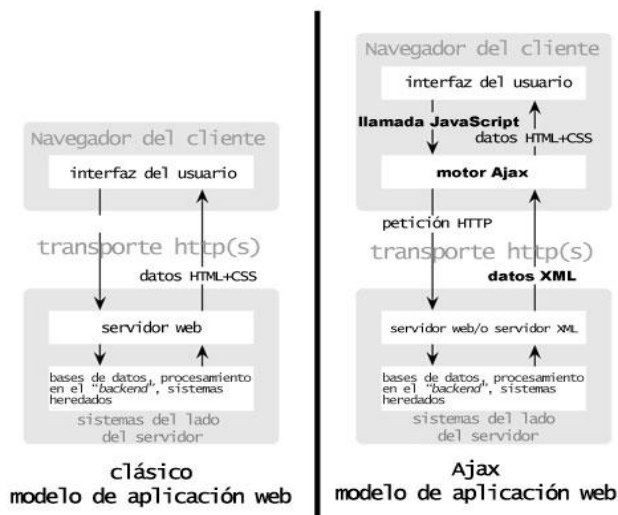 Navegador del cliente
interfaz del usuario
transporte http(s)
datos HTML+CSS
servidor web
bases de datos, procesamiento
en el "backend", sistemas
heredados
sistemas del lado
del servidor
clásico
modelo de aplicación web
Navegador del cliente
interfaz del usuario
llamada JavaScript
datos HTML+CSS
motor Ajax
petición HTTP
transporte http(s)
datos XML
servidor web/o servidor XML
bases de datos, procesamiento
en el "backend", sistemas
heredados
sistemas del lado
del servidor
Ajax
modelo de aplicación web